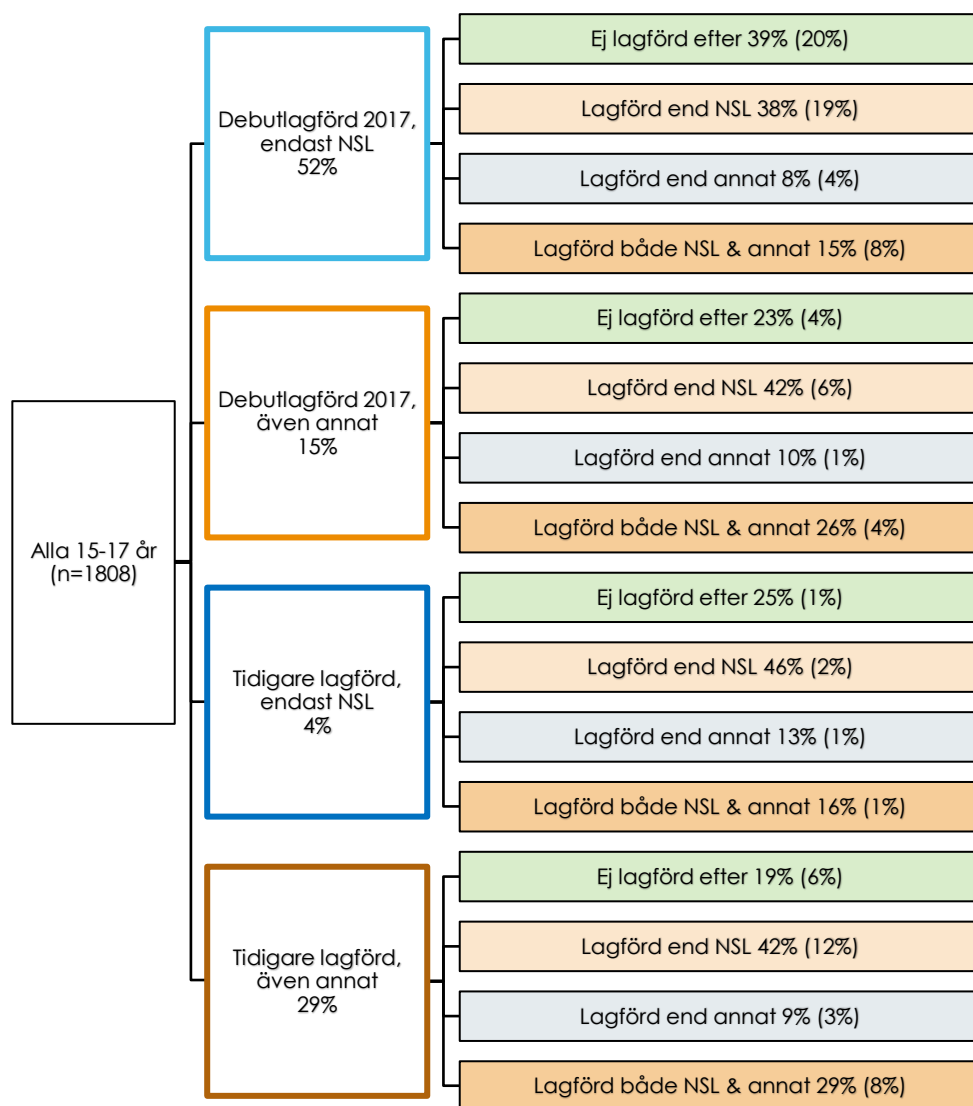 Alla 15-17 år
(n=1808)
Debutlagförd 2017,
endast NSL
52%
Ej lagförd efter 39% (20%)
Lagförd end NSL 38% (19%)
Lagförd end annat 8% (4%)
Lagförd både NSL & annat 15% (8%)
Debutlagförd 2017,
även annat
15%
Ej lagförd efter 23% (4%)
Lagförd end NSL 42% (6%)
Lagförd end annat 10% (1%)
Lagförd både NSL & annat 26% (4%)
Tidigare lagförd,
endast NSL
4%
Ej lagförd efter 25% (1%)
Lagförd end NSL 46% (2%)
Lagförd end annat 13% (1%)
Lagförd både NSL & annat 16% (1%)
Tidigare lagförd,
även annat
29%
Ej lagförd efter 19% (6%)
Lagförd end NSL 42% (12%)
Lagförd end annat 9% (3%)
Lagförd både NSL & annat 29% (8%)